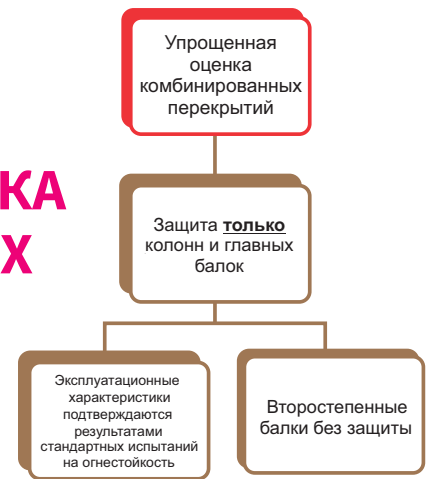 Упрощенная
оценка
комбинированных
перекрытий
КА
Х
Защита только
колонн и главных
балок
Эксплуатационные
характеристики
подтверждаются
результатами
стандартных испытаний
на огнестойкость
Второстепенные
балки без защиты